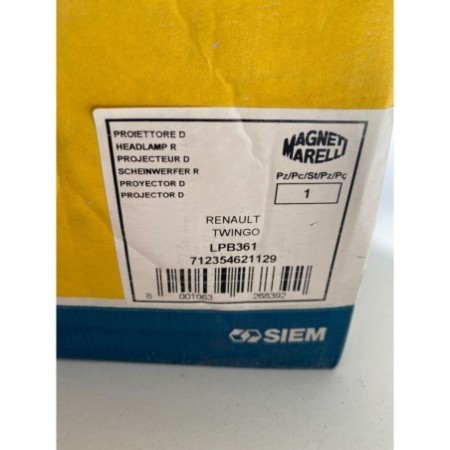 PROIETTORE D
HEADLAMP R
PROJECTEUR D
SCHEINWERFER R
PROYECTOR D
PROJECTOR D
MAGNETI
MARELLI
Pz/Pc/St/Pz/Pç
1
RENAULT
TWINGO
LPB361
712354621129
8 001063 268392
SIEM